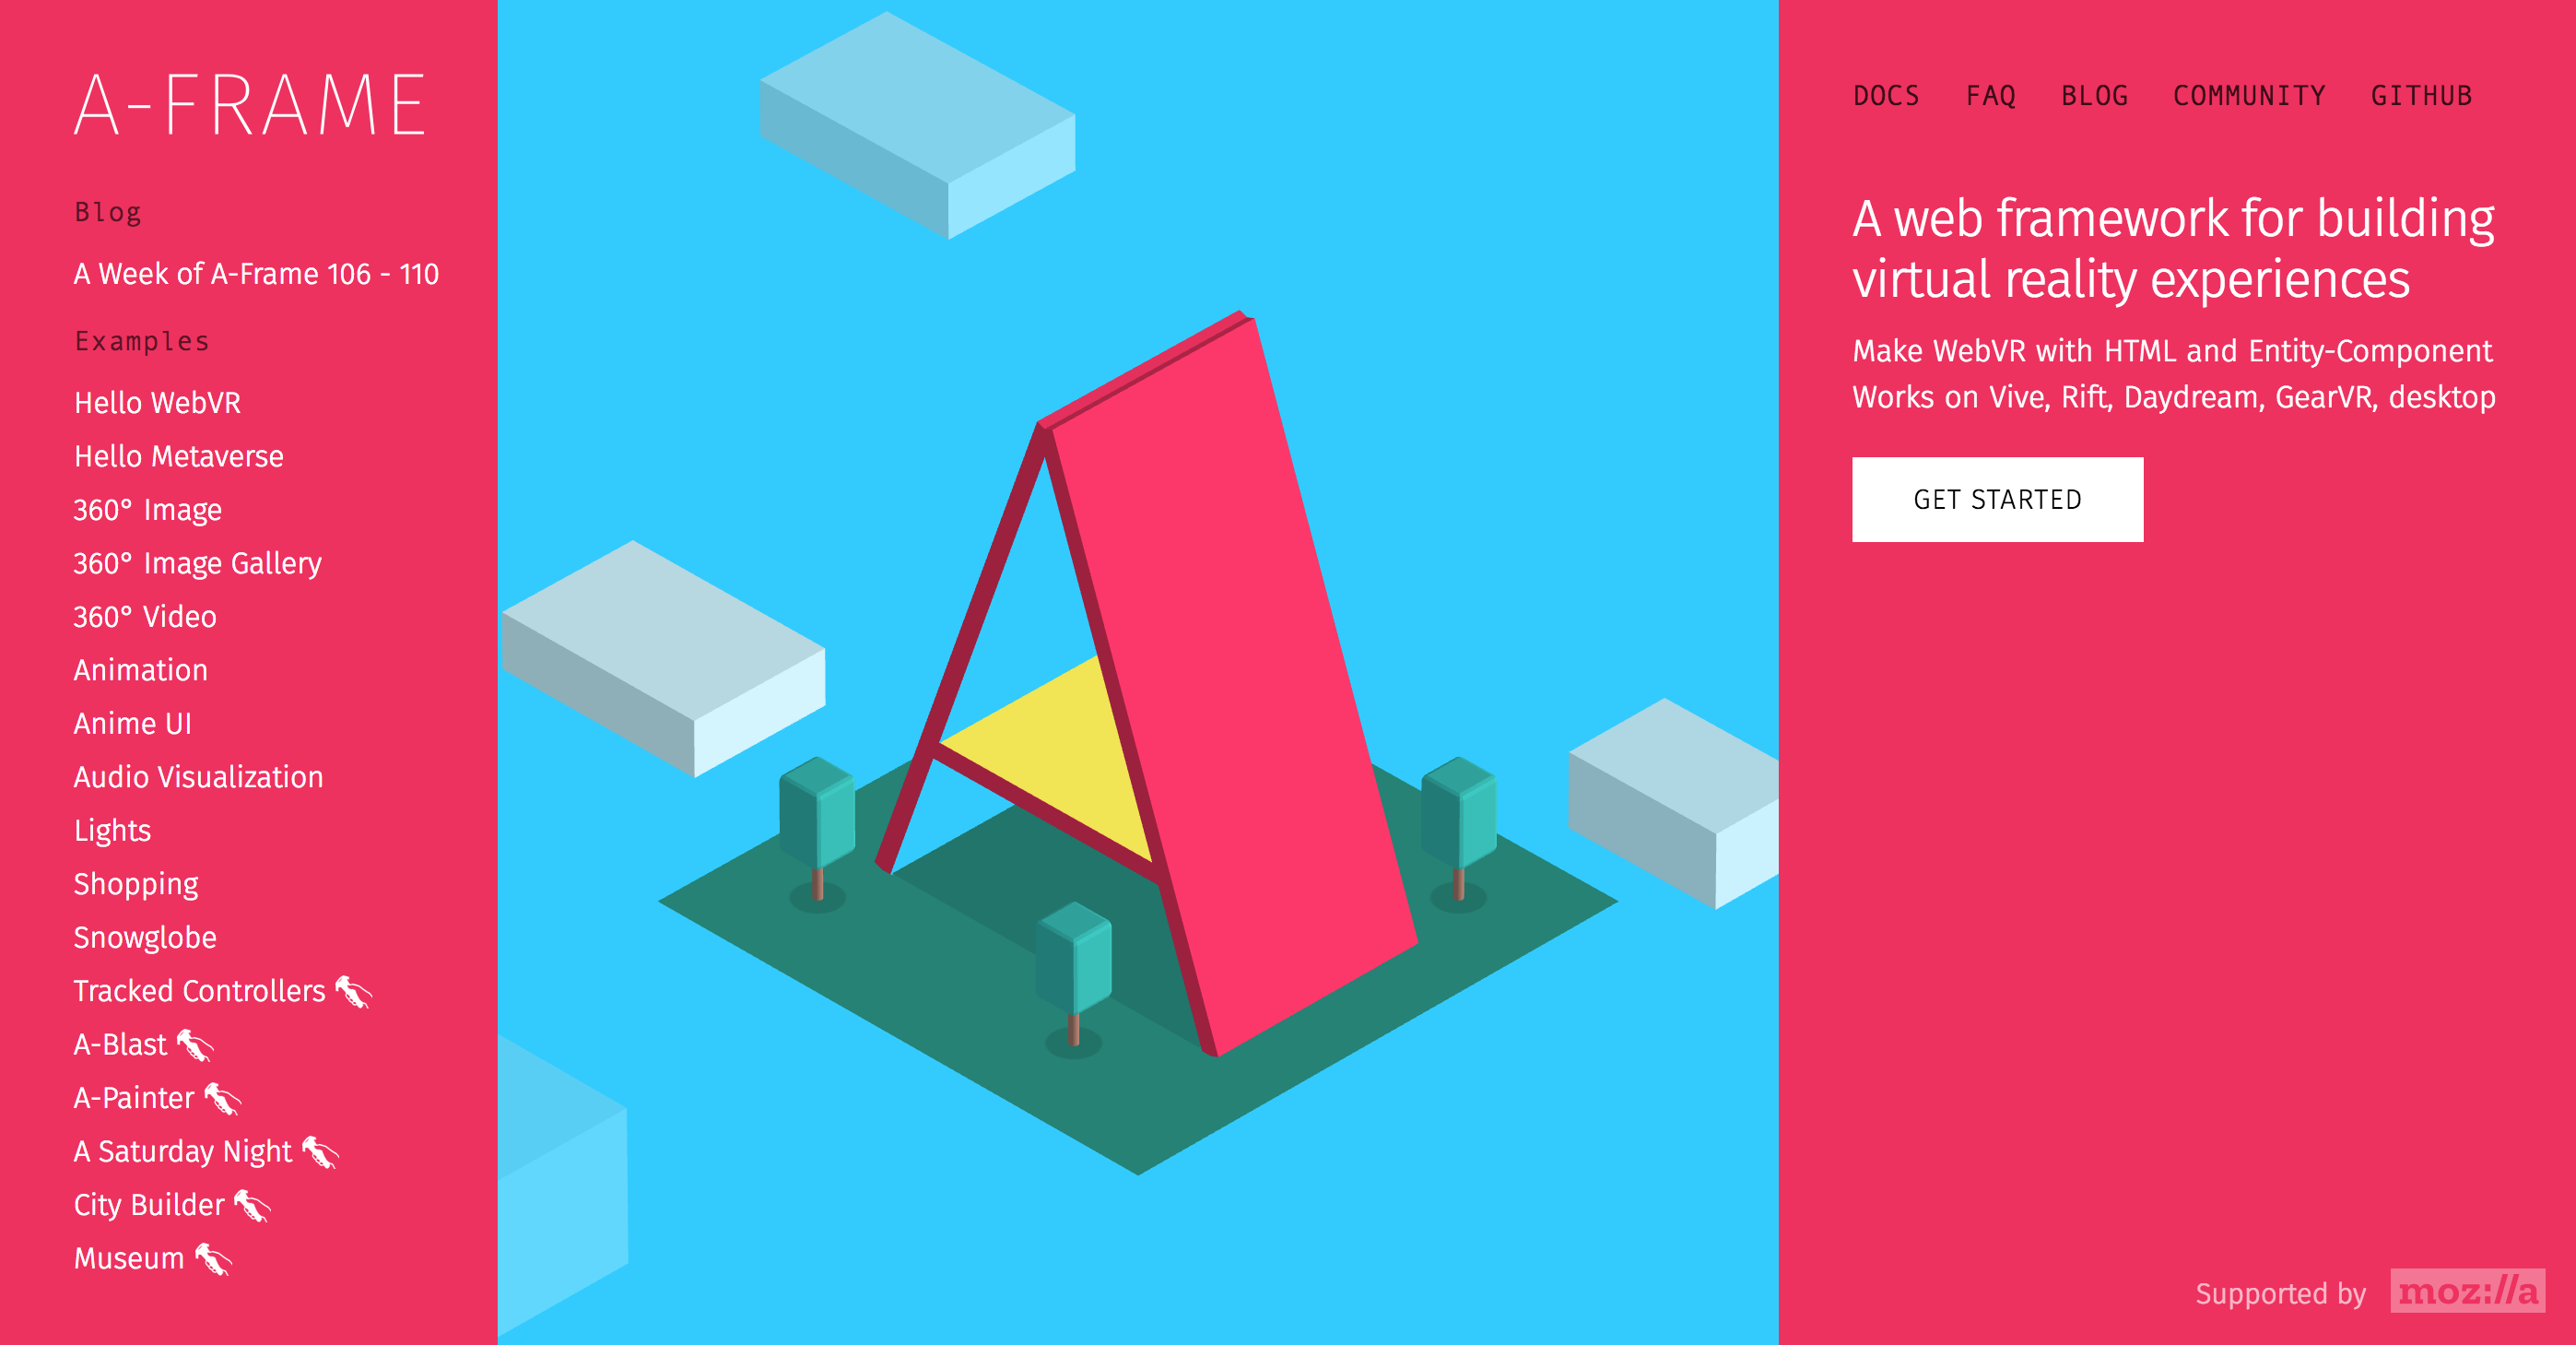 A-FRAME
Blog
A Week of A-Frame 106 - 110
Examples
Hello WebVR
Hello Metaverse
360° Image
360° Image Gallery
360° Video
Animation
Anime UI
Audio Visualization
Lights
Shopping
Snowglobe
Tracked Controllers
A-Blast
A-Painter
A Saturday Night
City Builder
Museum
DOCS FAQ BLOG COMMUNITY GITHUB
A web framework for building
virtual reality experiences
Make WebVR with HTML and Entity-Component
Works on Vive, Rift, Daydream, GearVR, desktop
GET STARTED
Supported by moz://a